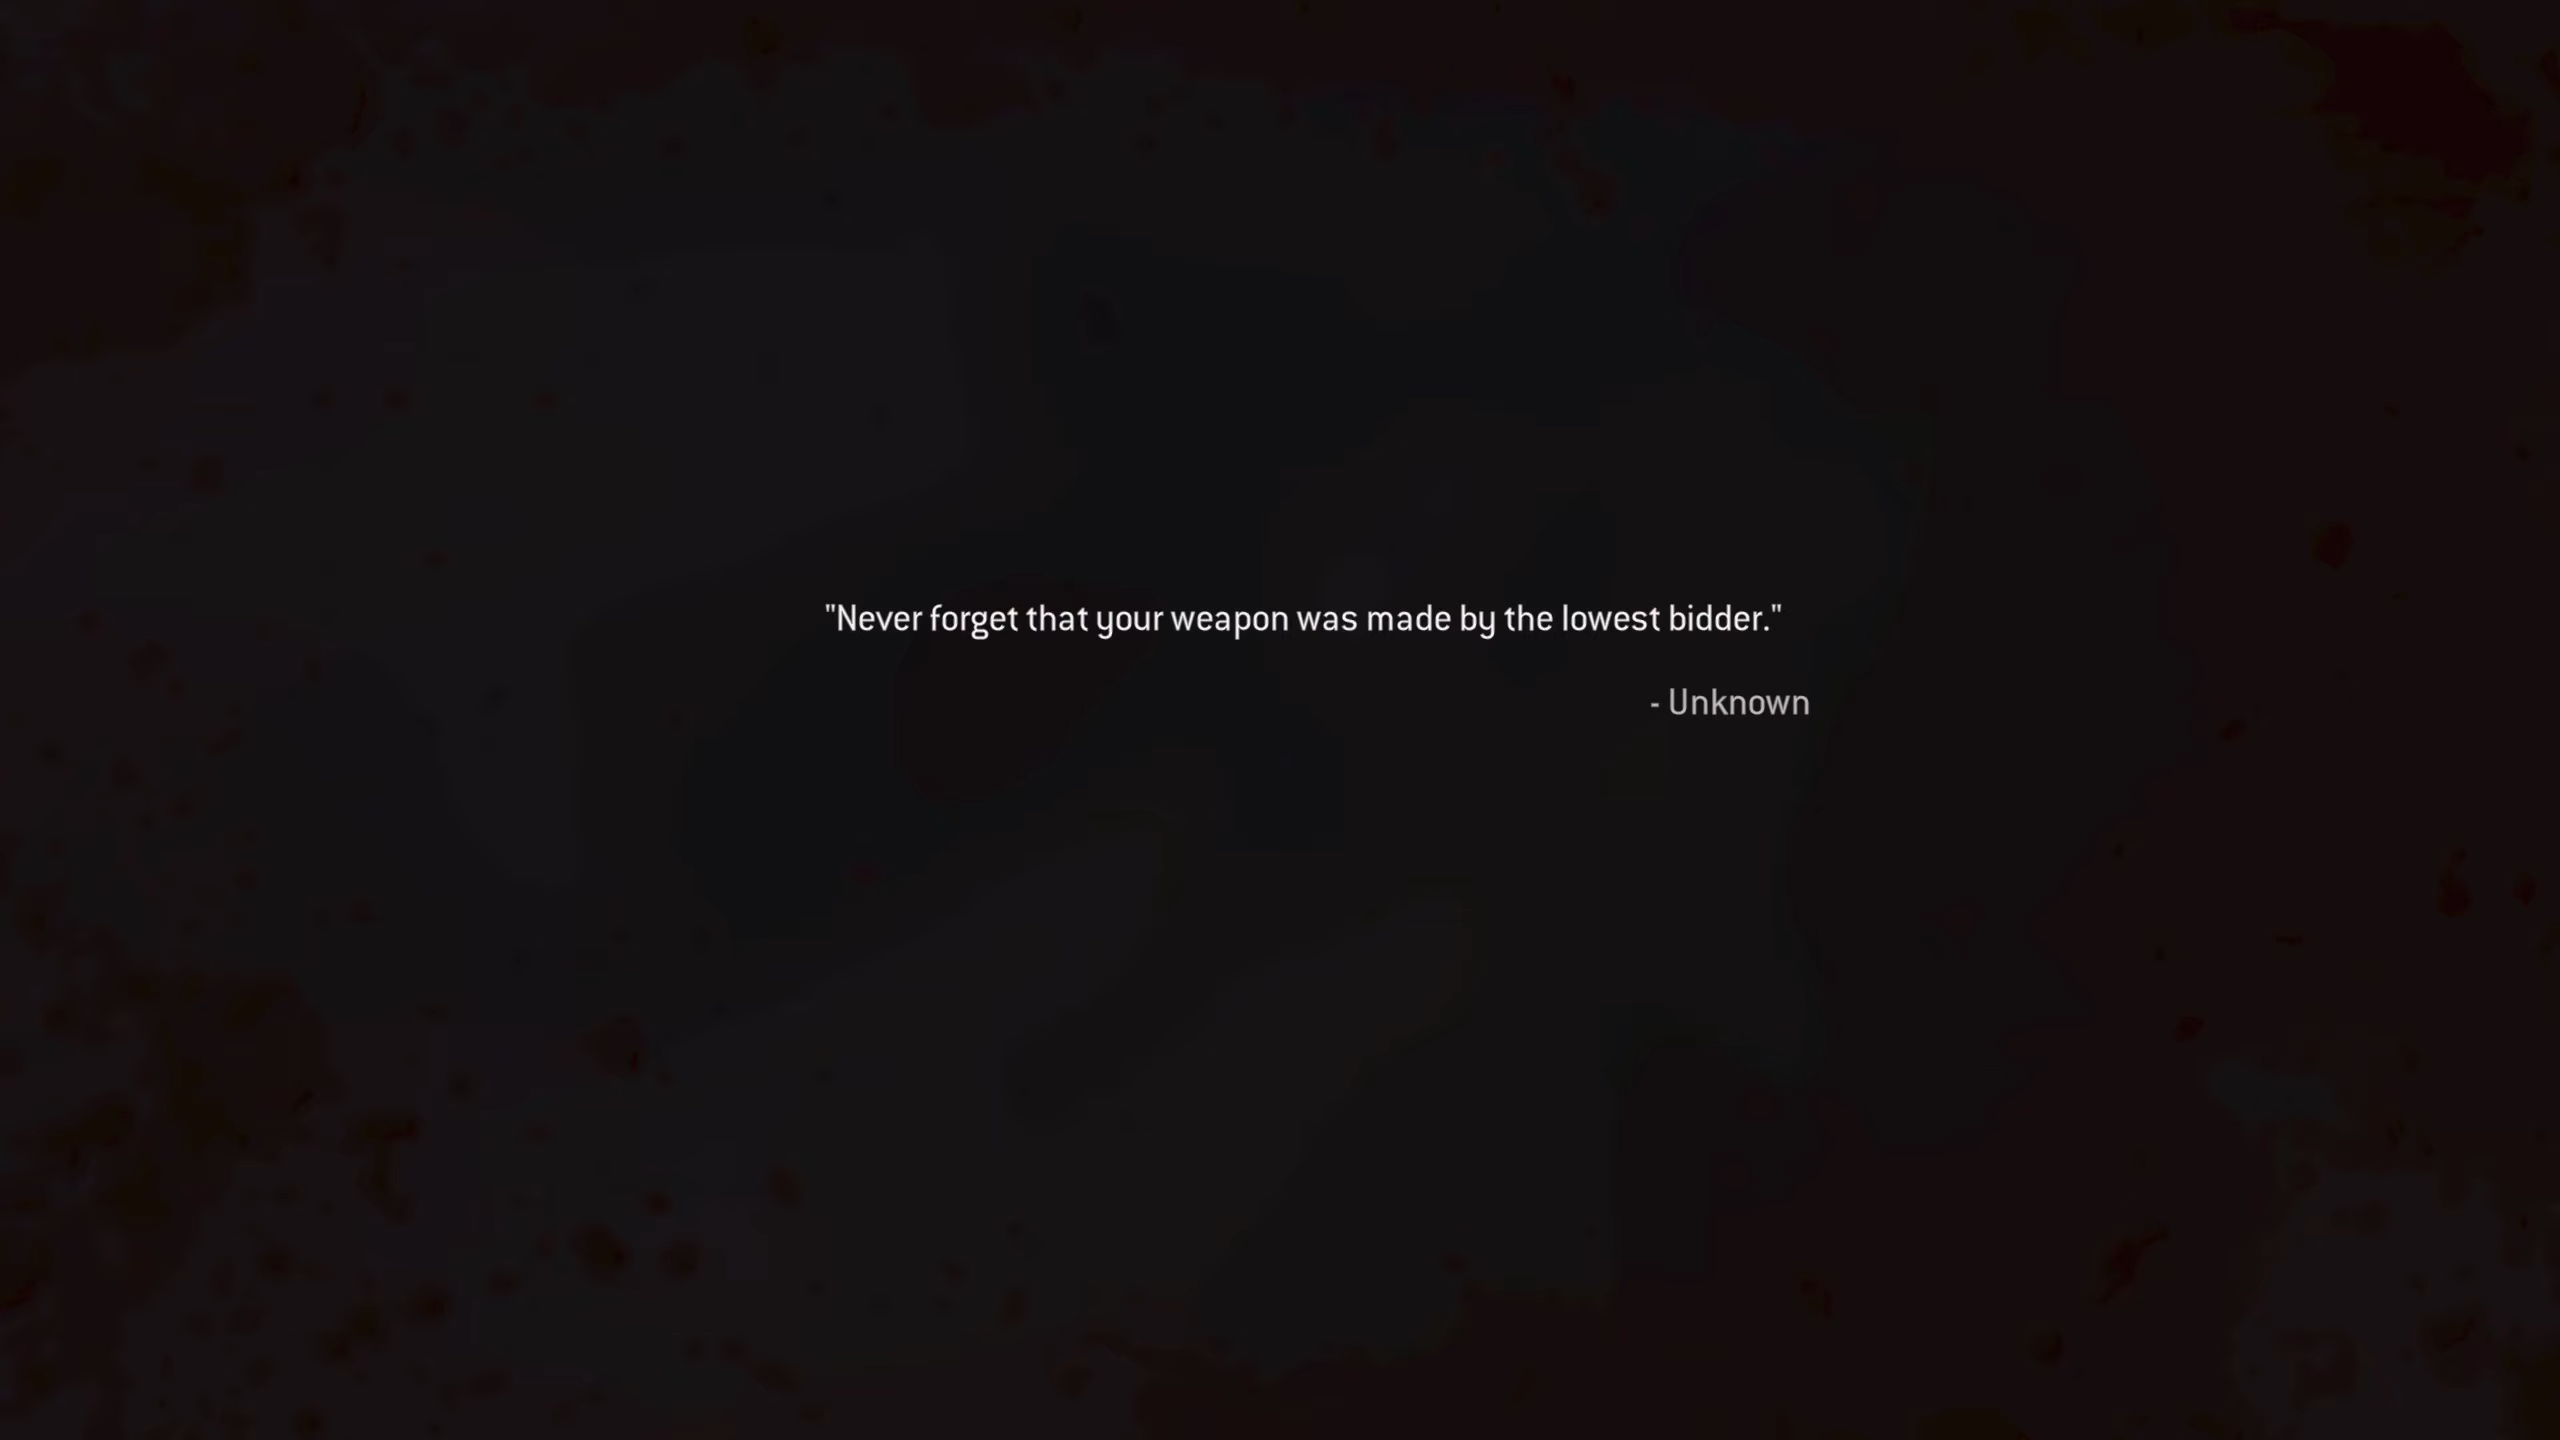 "Never forget that your weapon was made by the lowest bidder."
- Unknown